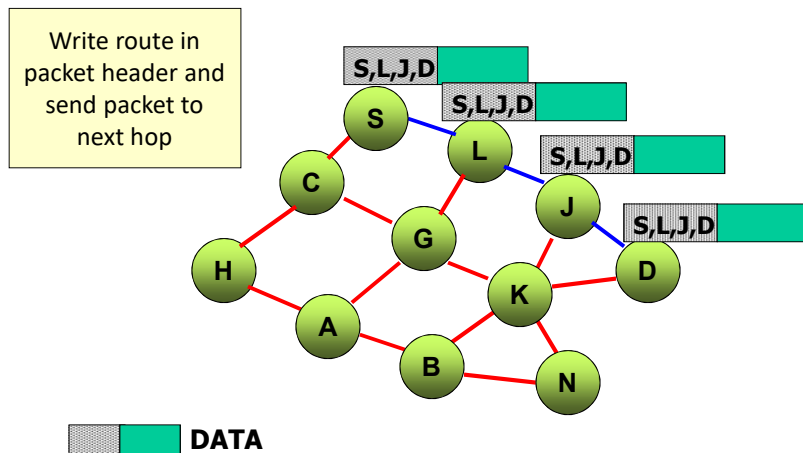 Write route in
packet header and
send packet to
next hop
S,L,J,D
S,L,J,D
S
L
S,L,J,D
C
J
S,L,J,D
G
H
D
K
A
B
N
DATA